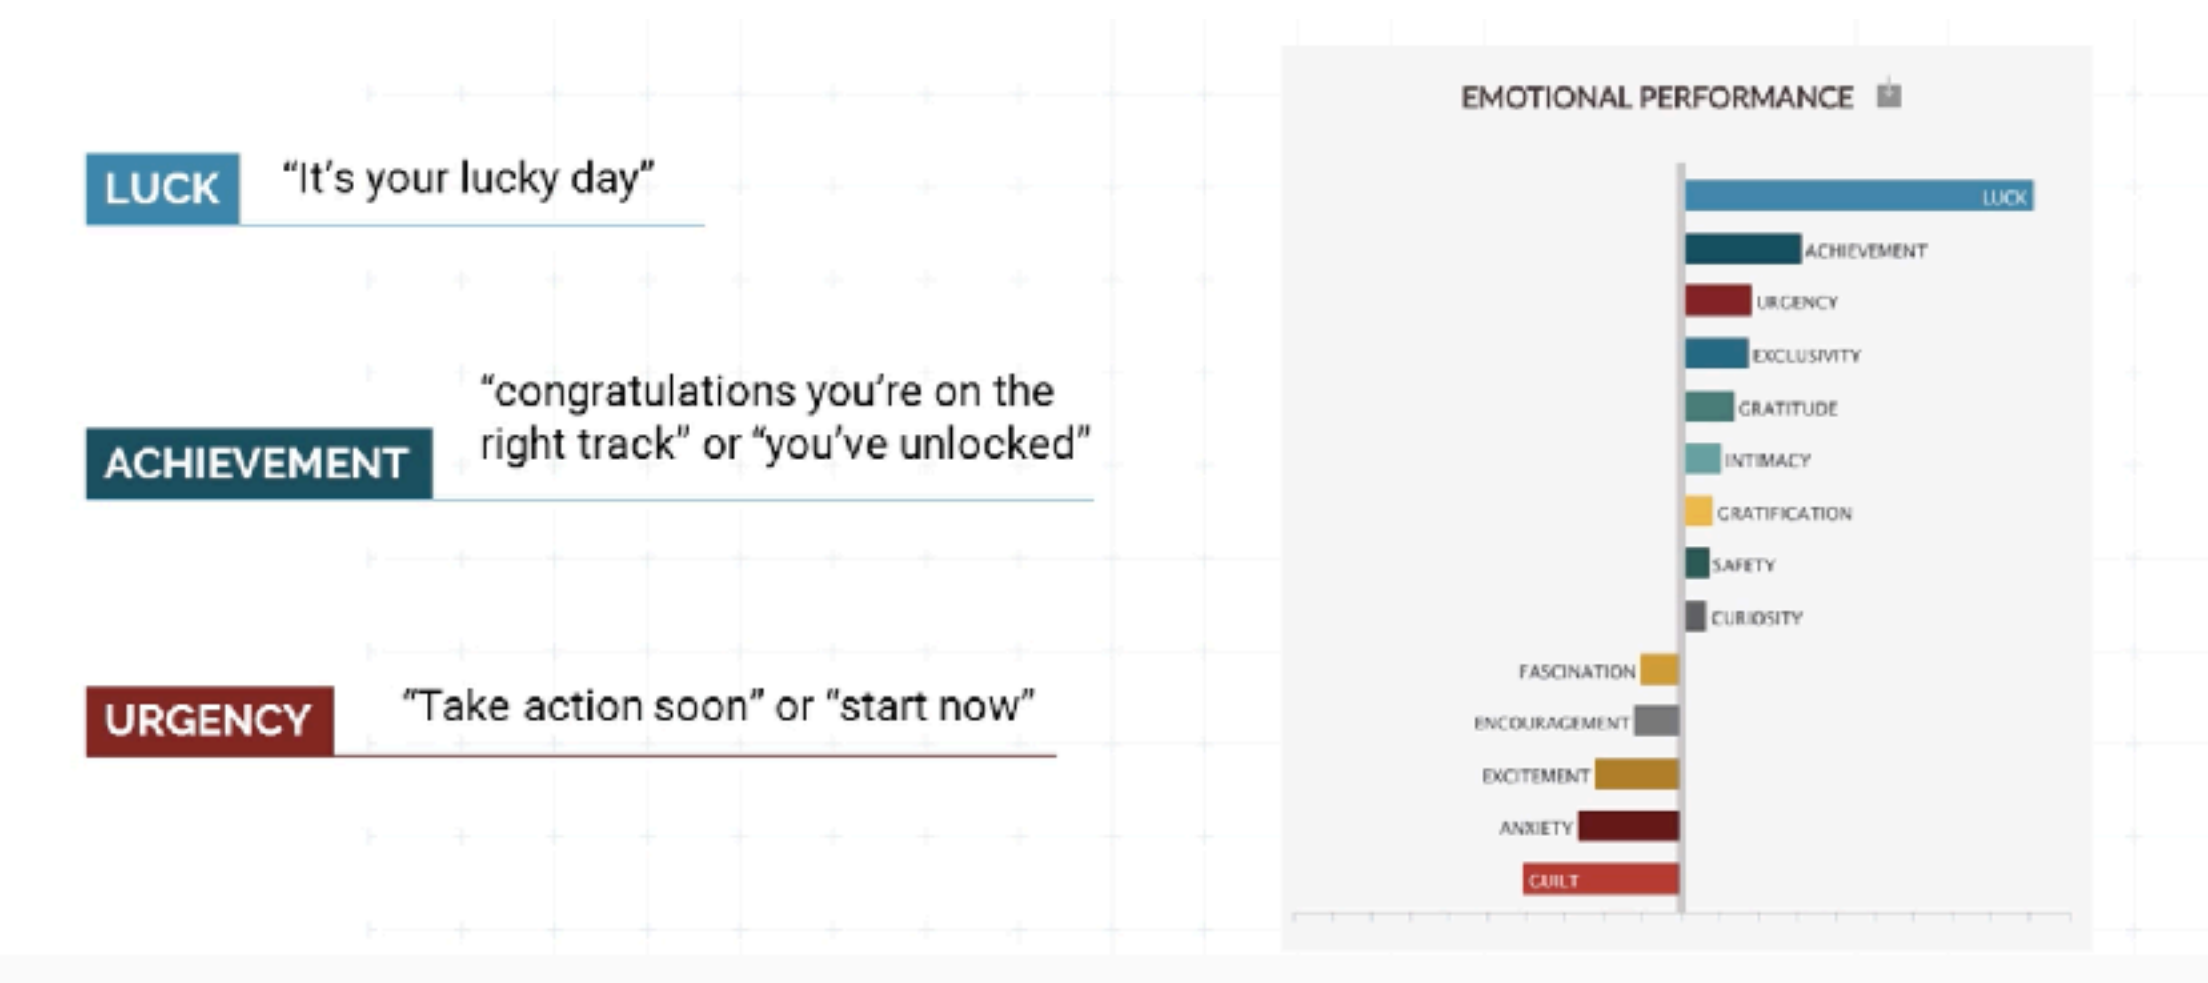 LUCK
“It’s your lucky day”
ACHIEVEMENT
“congratulations you’re on the
right track” or “you’ve unlocked”
URGENCY
“Take action soon” or “start now”
EMOTIONAL PERFORMANCE
LUCK
ACHIEVEMENT
URGENCY
EXCLUSIVITY
GRATITUDE
INTIMACY
GRATIFICATION
SAFETY
CURIOSITY
FASCINATION
ENCOURAGEMENT
EXCITEMENT
ANXIETY
GUILT